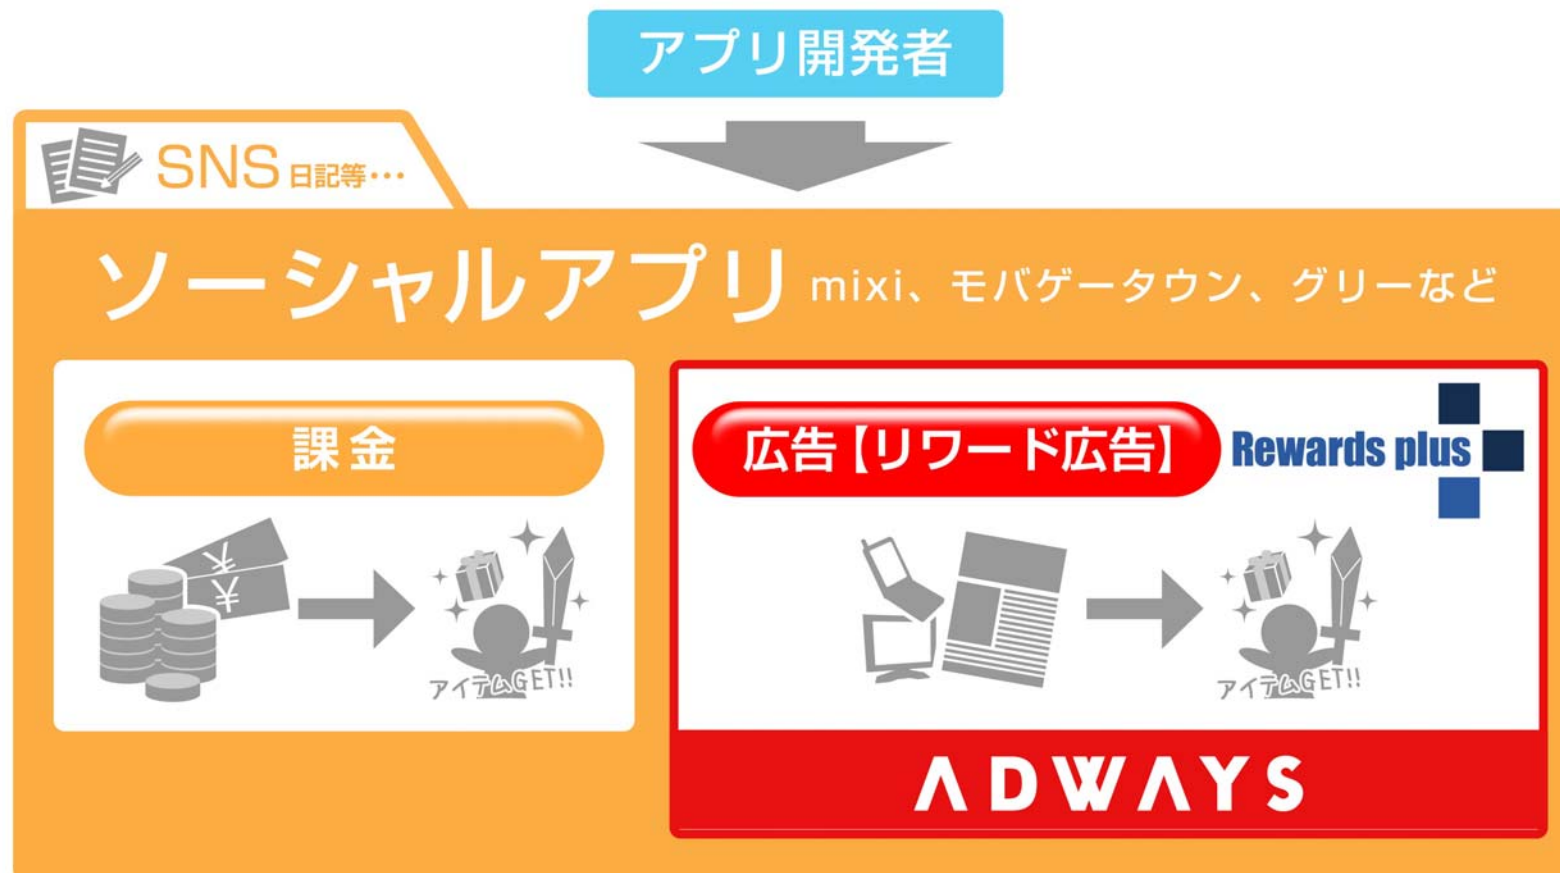 アプリ開発者
SNS 日記等・・・
ソーシャルアプリ mixi、モバゲータウン、グリーなど
課金
広告【リワード広告】 Rewards plus
¥
¥
アイテムGET!!
アイテムGET!!
ADWAYS